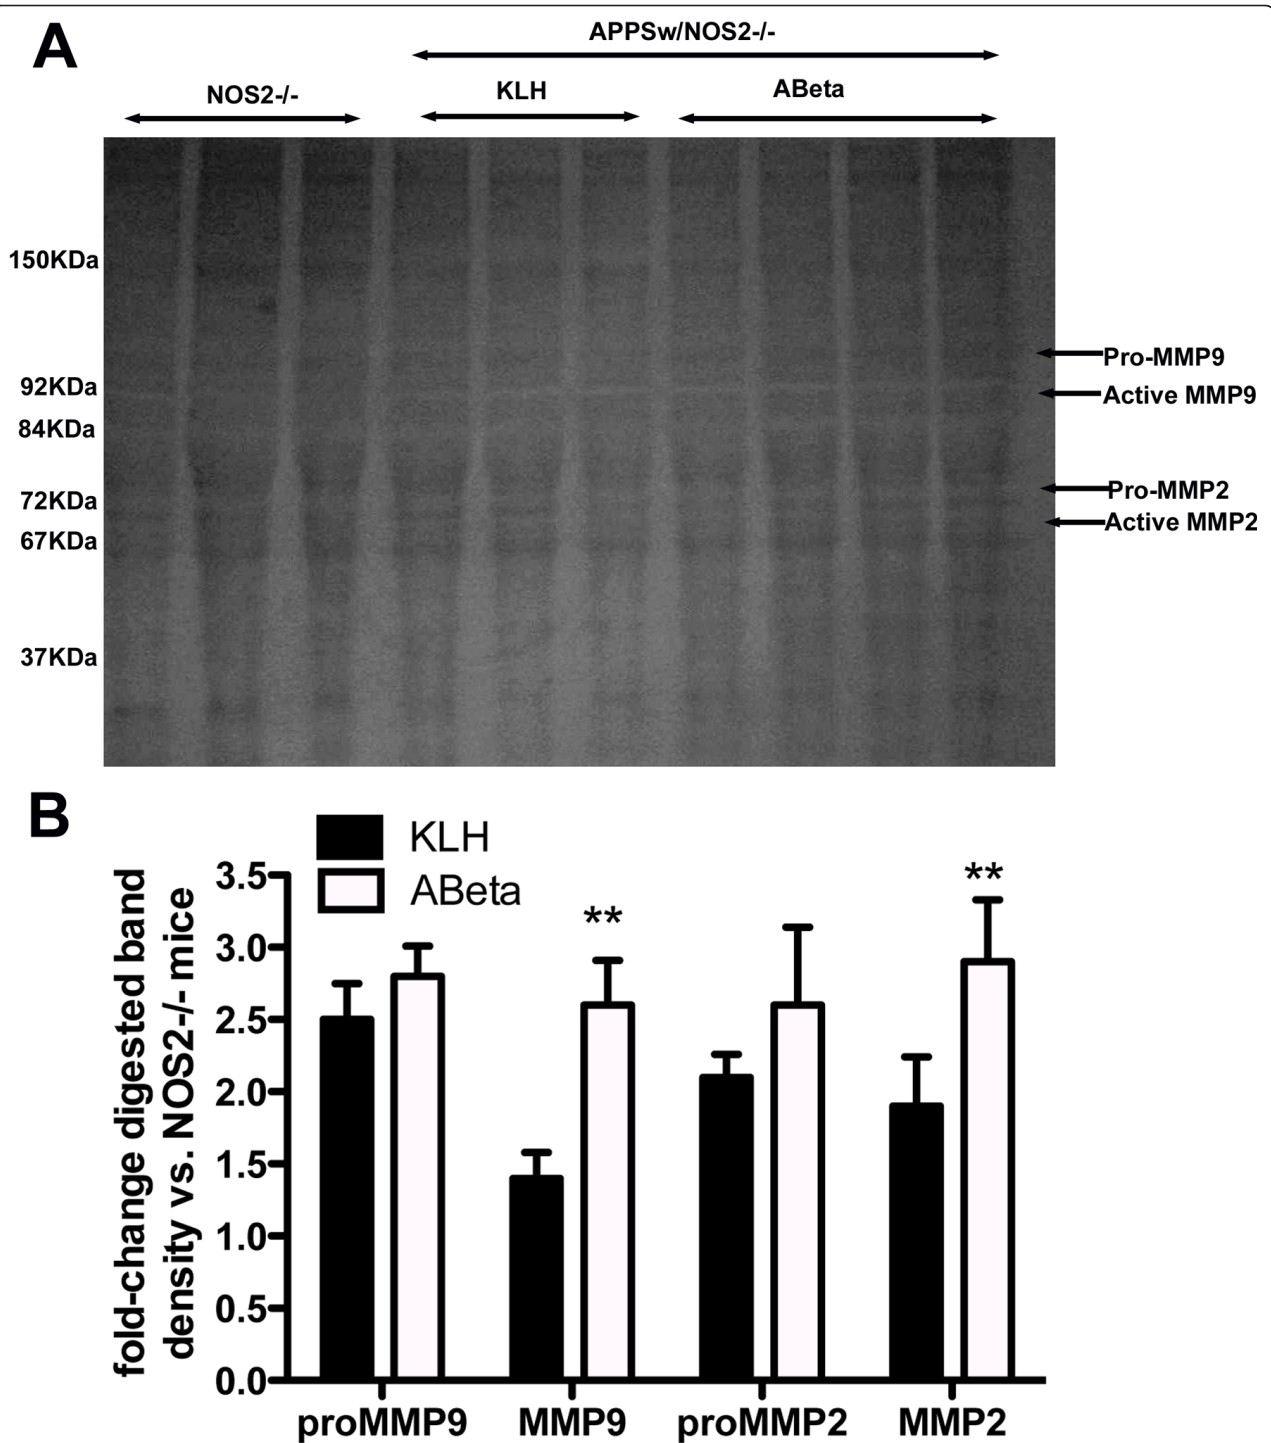 A
APPSw/NOS2-/-
NOS2-/-
KLH
ABeta
150KDa
92KDa
84KDa
72KDa
67KDa
37KDa
Pro-MMP9
Active MMP9
Pro-MMP2
Active MMP2
B
KLH
ABeta
fold-change digested band
density vs. NOS2-/- mice
3.5
3.0
2.5
2.0
1.5
1.0
0.5
0.0
**
**
proMMP9
MMP9
proMMP2
MMP2